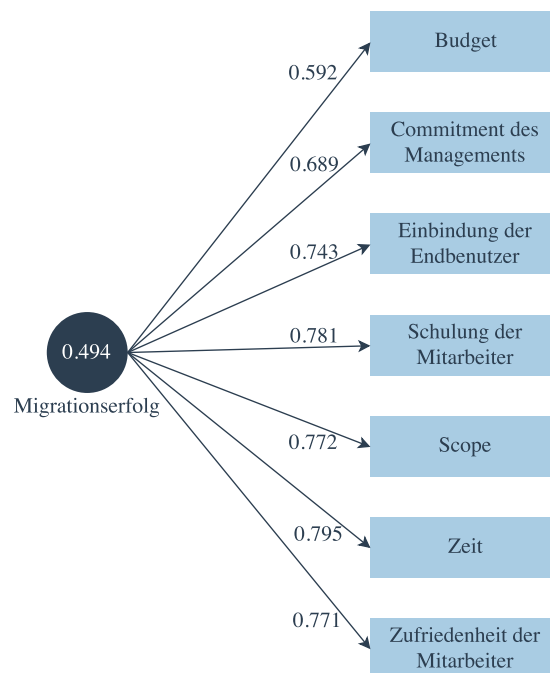 0.592
Budget
0.689
Commitment des
Managements
0.743
Einbindung der
Endbenutzer
0.781
Schulung der
Mitarbeiter
0.494
Migrationserfolg
0.772
Scope
0.795
Zeit
0.771
Zufriedenheit der
Mitarbeiter